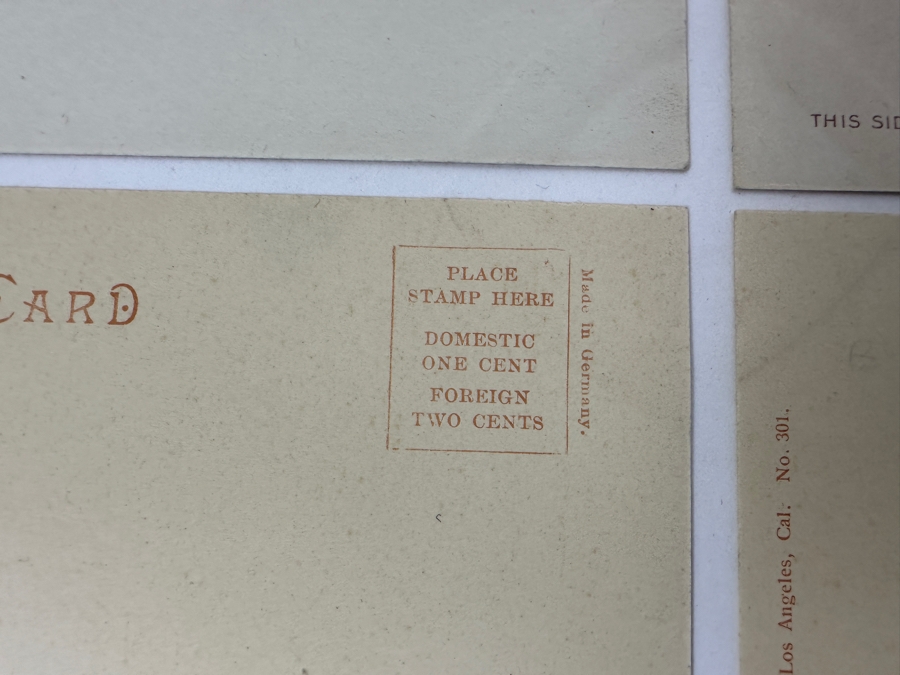 THIS SID
CARD
PLACE
STAMP HERE
DOMESTIC
ONE CENT
FOREIGN
TWO CENTS
Made in Germany.
Los Angeles, Cal. No. 301.